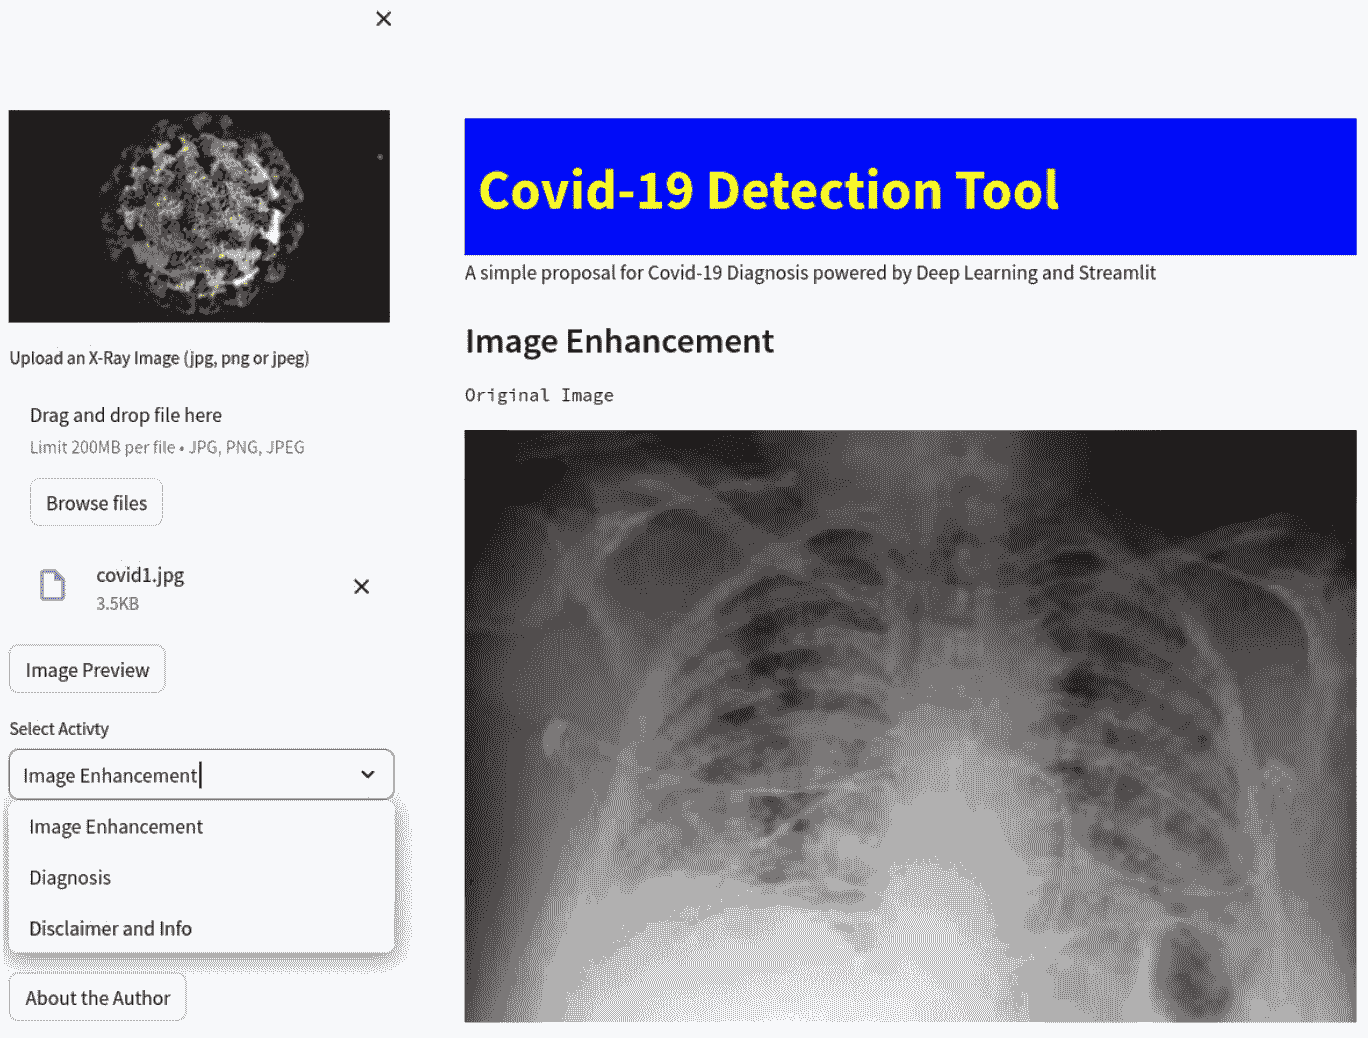 Upload an X-Ray Image (jpg, png or jpeg)
Drag and drop file here
Limit 200MB per file • JPG, PNG, JPEG
Browse files
covid1.jpg
3.5KB
Image Preview
Select Activty
Image Enhancement
Image Enhancement
Diagnosis
Disclaimer and Info
About the Author
Covid-19 Detection Tool
A simple proposal for Covid-19 Diagnosis powered by Deep Learning and Streamlit
Image Enhancement
Original Image